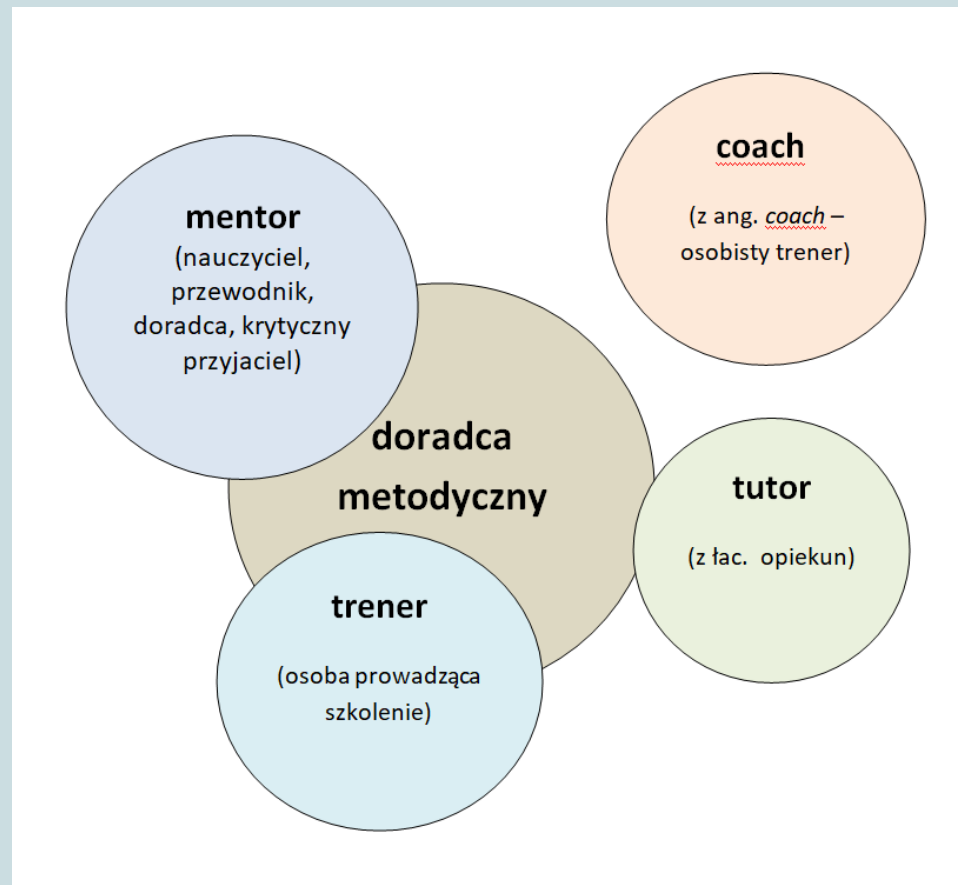 coach
(z ang. coach –
osobisty trener)
mentor
(nauczyciel,
przewodnik,
doradca, krytyczny
przyjaciel)
doradca
metodyczny
tutor
(z łac.  opiekun)
trener
(osoba prowadząca
szkolenie)